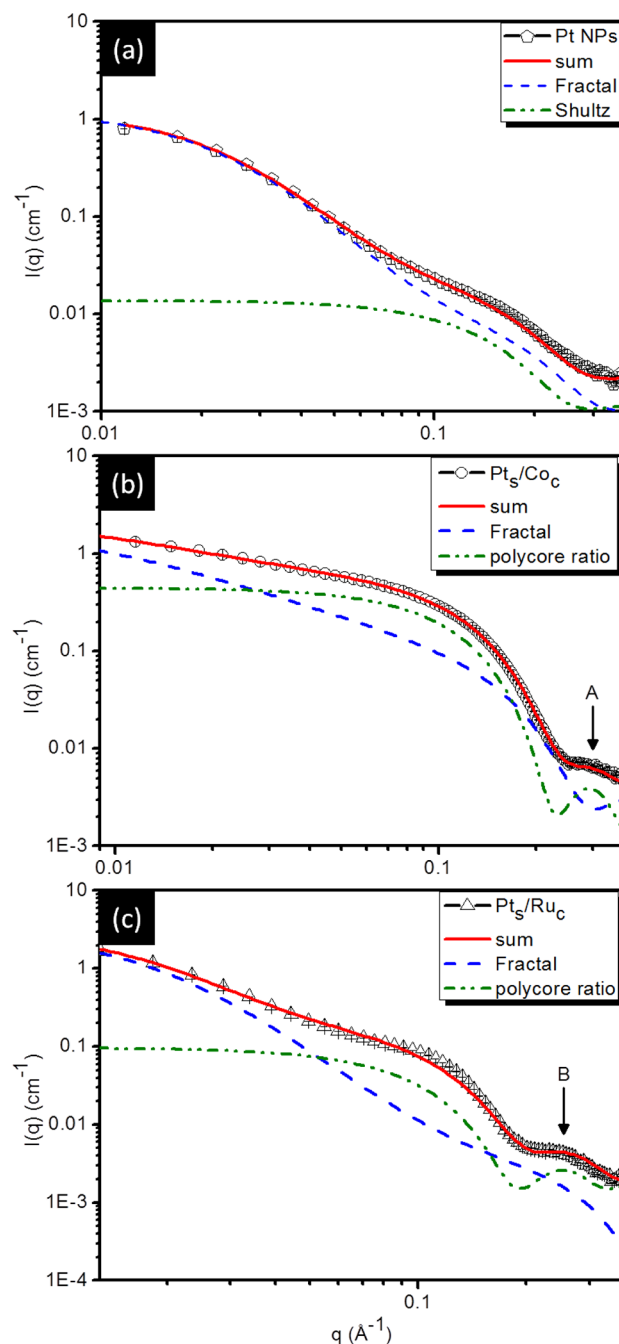 (a)
Pt NPs
sum
Fractal
Shultz
10
1
0.1
0.01
1E-3
I(q) (cm-1)
0.01
0.1
(b)
PtS/CoC
sum
Fractal
polycore ratio
10
1
0.1
0.01
1E-3
I(q) (cm-1)
A
0.01
0.1
(c)
PtS/RuC
sum
Fractal
polycore ratio
10
1
0.1
0.01
1E-3
1E-4
I(q) (cm-1)
B
0.1
q (Å-1)